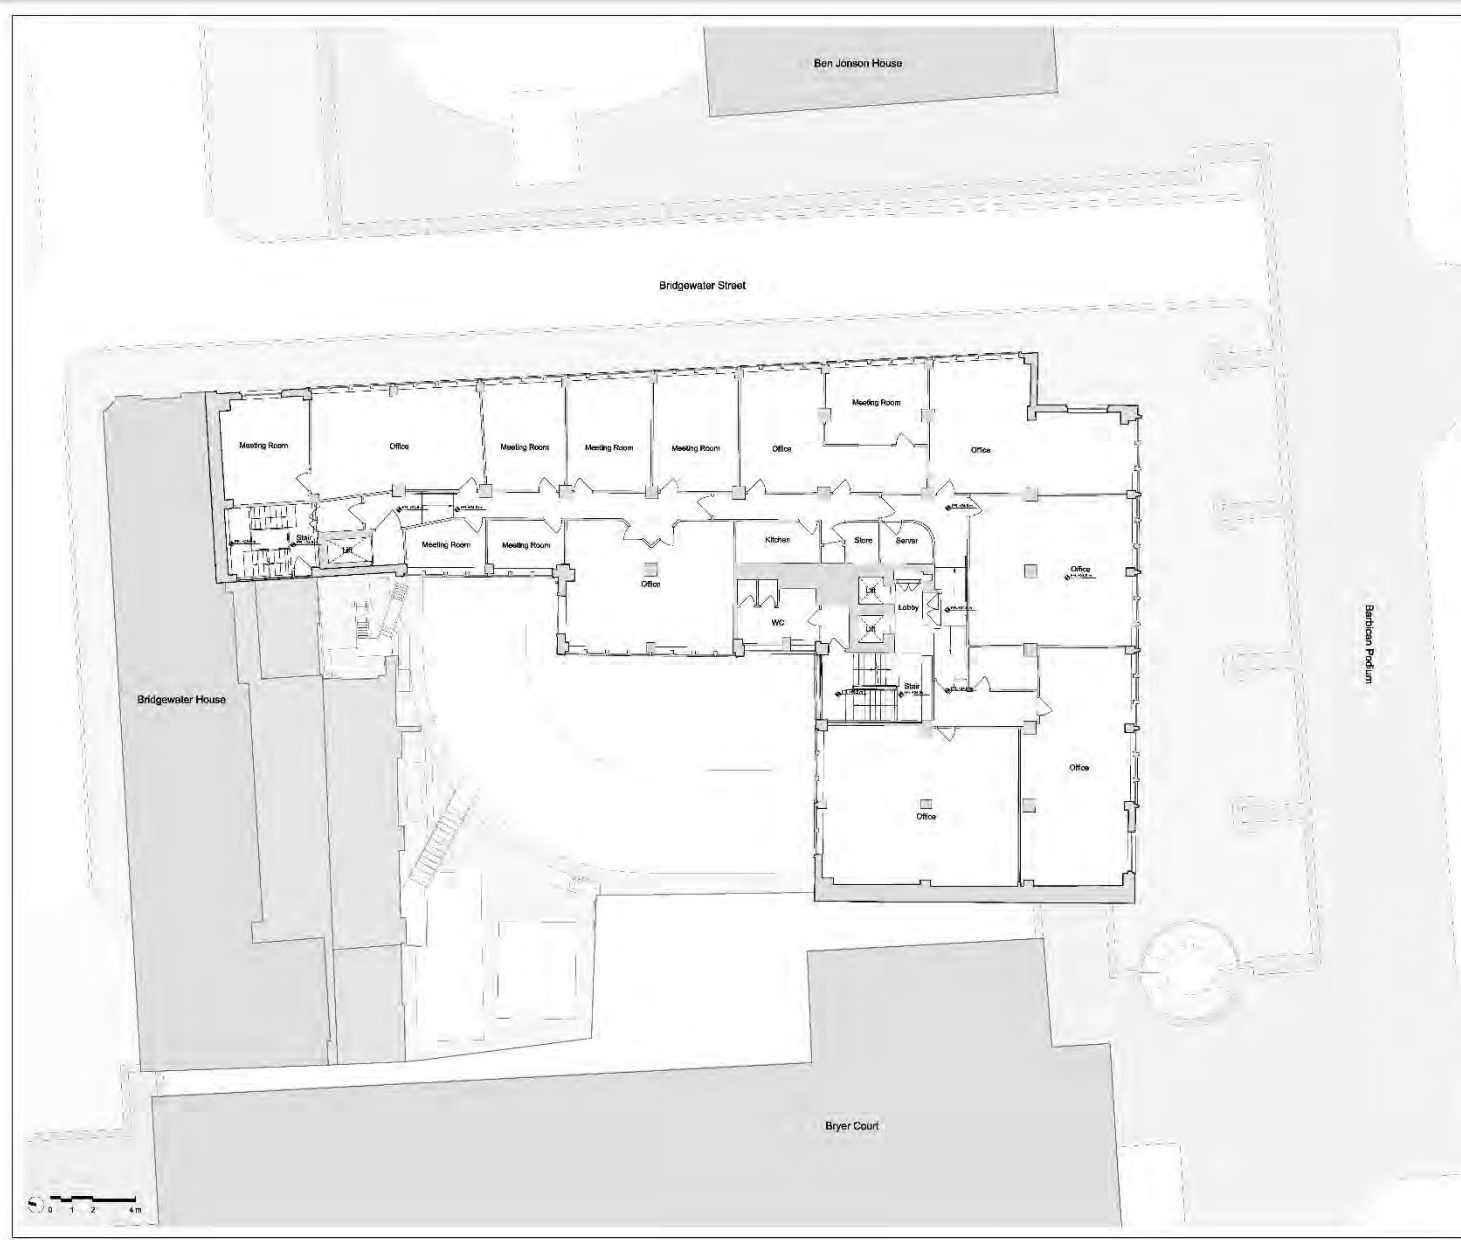 Ben Jonson House
Bridgewater Street
Meeting Room
Meeting Room
Office
Meeting Room
Meeting Room
Meeting Room
Office
Office
Stair
Lift
Meeting Room
Meeting Room
Kitchen
Store
Server
Office
Office
Lift
Lobby
WC
Lift
Barbican Podium
Stair
Bridgewater House
Office
Office
Bryer Court
0 1 2 4m